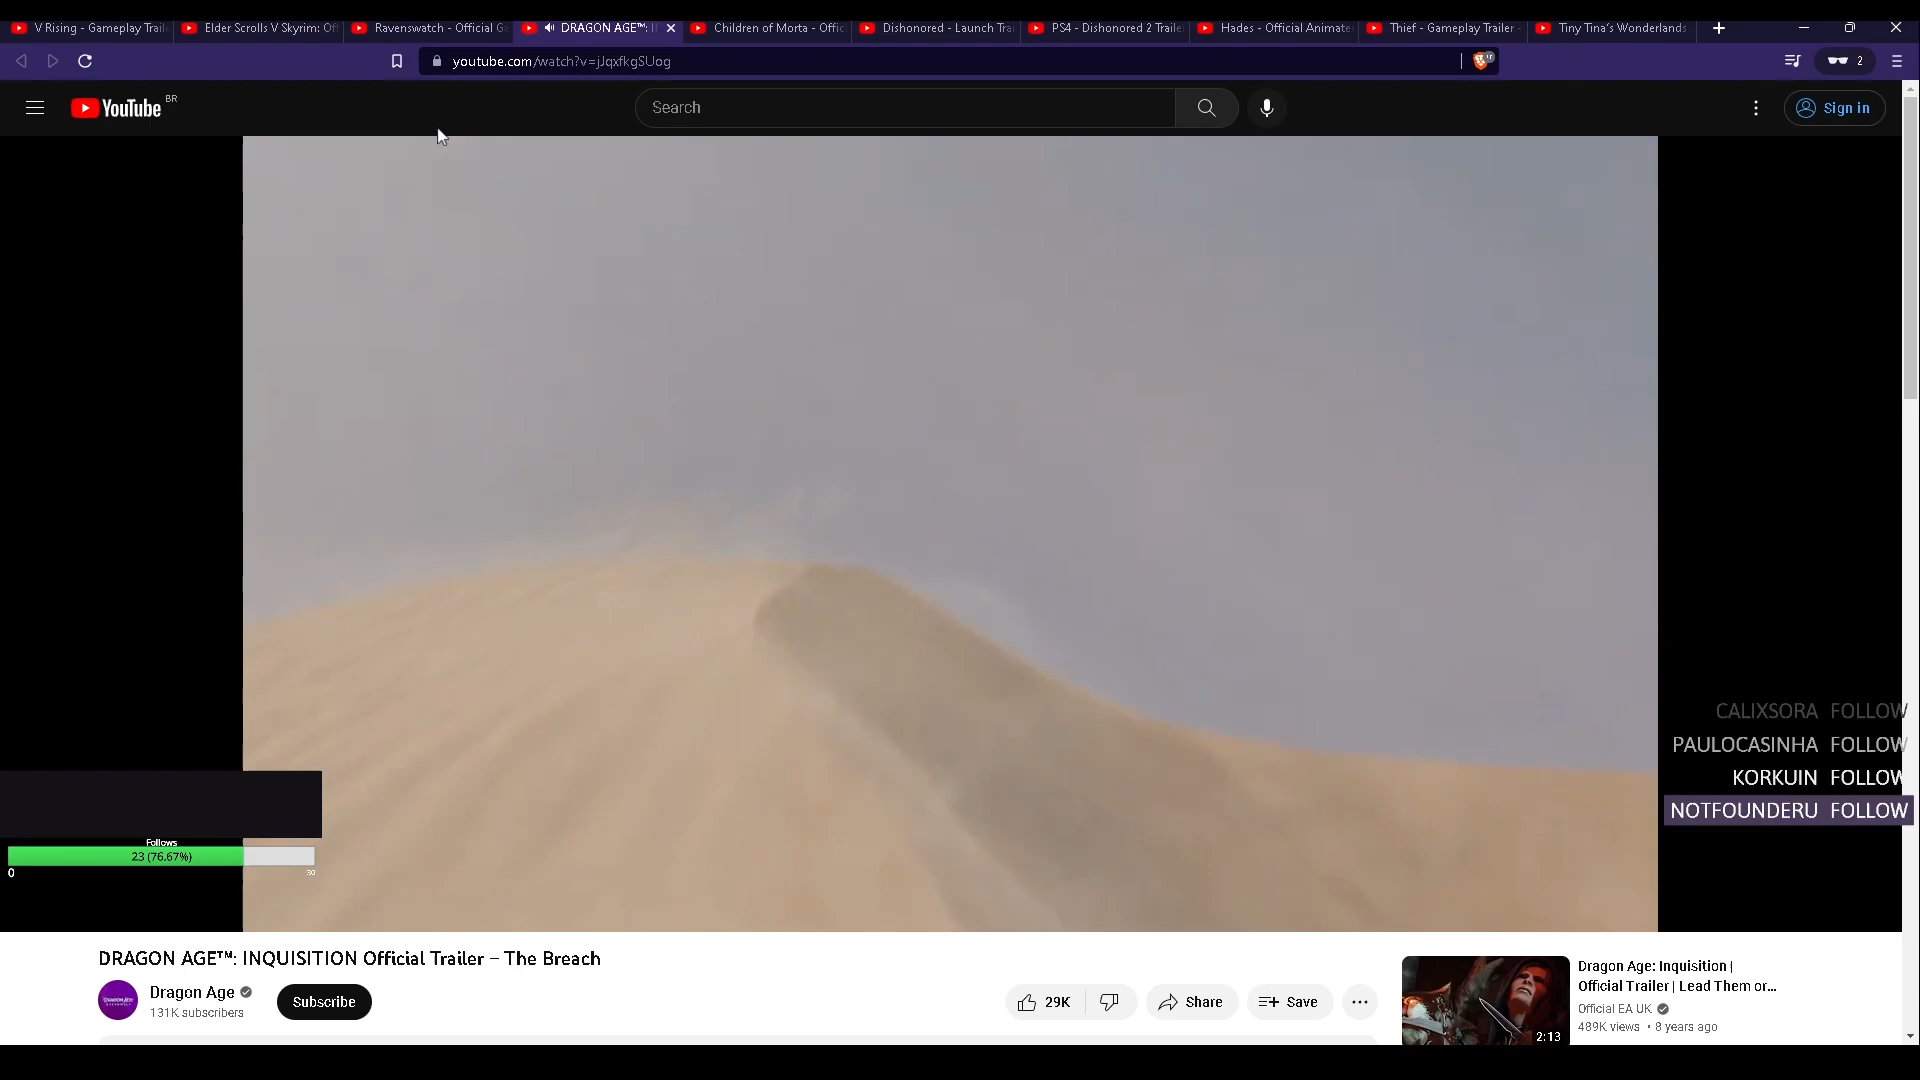 V Rising - Gameplay Traile
Elder Scrolls V Skyrim: Of
Ravenswatch - Official Ga
DRAGON AGE™: I
Children of Morta - Offic
Dishonored - Launch Trai
PS4 - Dishonored 2 Trailer
Hades - Official Animate
Thief - Gameplay Trailer -
Tiny Tina's Wonderlands
youtube.com/watch?v=jJqxfkgSUog
2
YouTube BR
Search
Sign in
CALIXSORA FOLLOW
PAULOCASINHA FOLLOW
KORKUIN FOLLOW
NOTFOUNDERU FOLLOW
Follows
23 (76.67%)
0
30
DRAGON AGE™: INQUISITION Official Trailer – The Breach
Dragon Age
131K subscribers
Subscribe
29K
Share
Save
Dragon Age: Inquisition |
Official Trailer | Lead Them or...
Official EA UK
489K views • 8 years ago
2:13